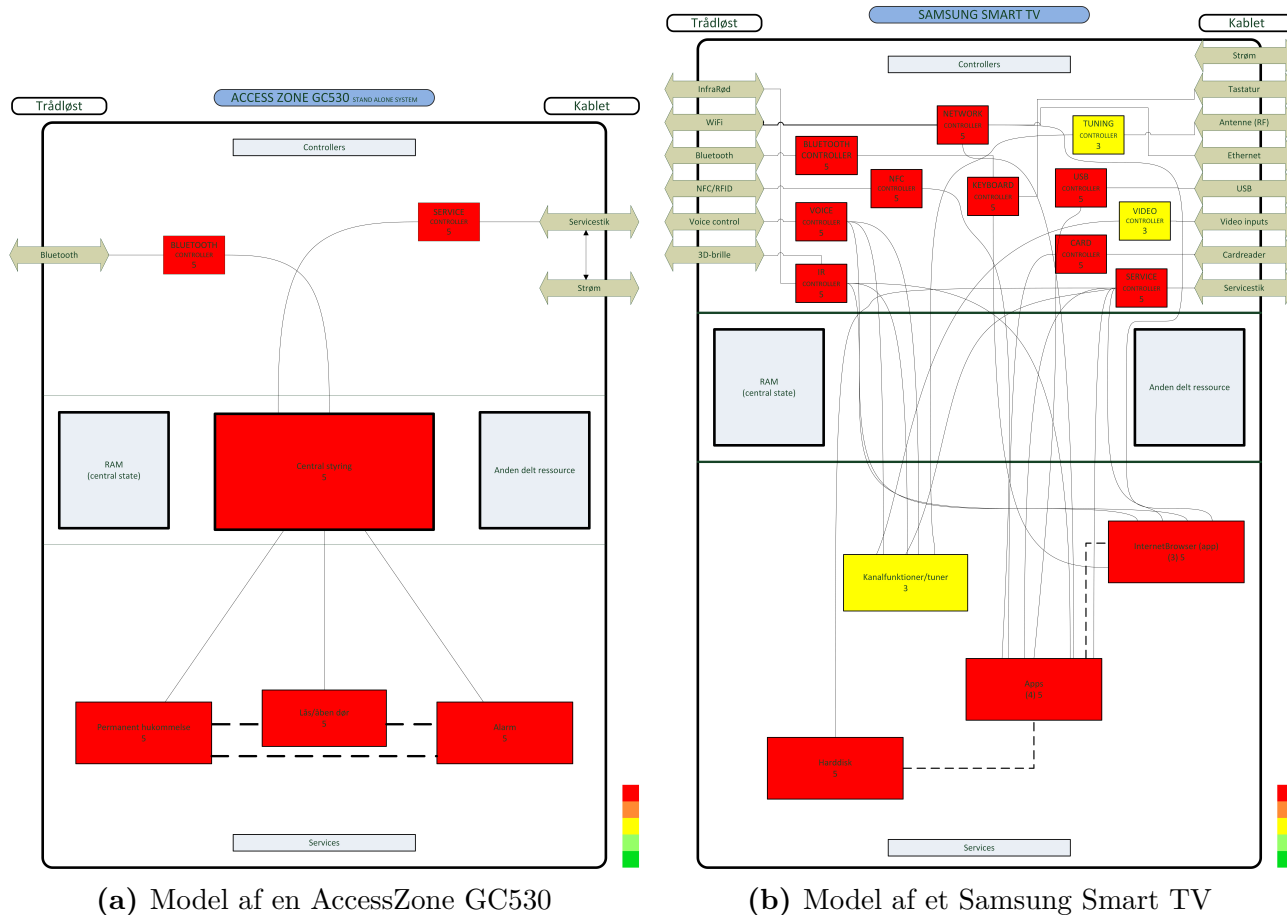 ACCESS ZONE GC530 STAND ALONE SYSTEM
Trådløst
Kablet
Controllers
SERVICE
CONTROLLER
5
Servicestik
BLUETOOTH
CONTROLLER
5
Bluetooth
Strøm
RAM
(central state)
Central styring
5
Anden delt ressource
Permanent hukommelse
5
Lås/åben dør
5
Alarm
5
Services
(a) Model af en AccessZone GC530
SAMSUNG SMART TV
Trådløst
Kablet
Controllers
Strøm
InfraRød
Tastatur
WiFi
NETWORK
CONTROLLER
5
TUNING
CONTROLLER
3
Antenne (RF)
Bluetooth
BLUETOOTH
CONTROLLER
5
Ethernet
NFC/RFID
NFC
CONTROLLER
5
KEYBOARD
CONTROLLER
5
USB
CONTROLLER
5
USB
Voice control
VOICE
CONTROLLER
5
VIDEO
CONTROLLER
3
Video inputs
3D-brille
IR
CONTROLLER
5
CARD
CONTROLLER
5
Cardreader
SERVICE
CONTROLLER
5
Servicestik
RAM
(central state)
Anden delt ressource
Internetbrowser (app)
(3) 5
Kanalfunktioner/tuner
3
Apps
5
Harddisk
5
Services
(b) Model af et Samsung Smart TV